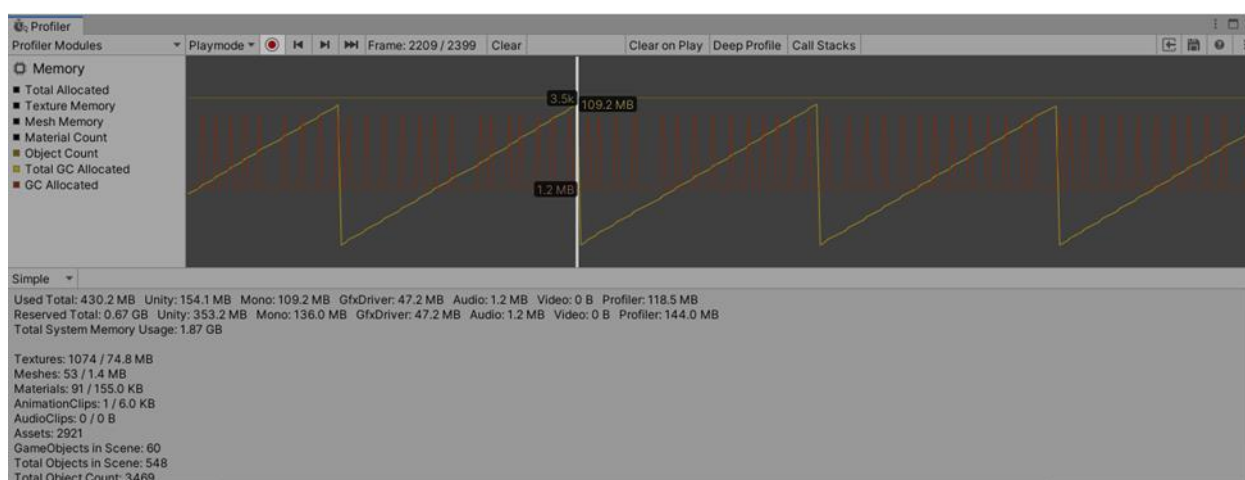 Profiler
Profiler Modules Playmode Frame: 2209 / 2399 Clear Clear on Play Deep Profile Call Stacks
Memory
Total Allocated
Texture Memory
Mesh Memory
Material Count
Object Count
Total GC Allocated
GC Allocated
3.5k 109.2 MB
1.2 MB
Simple
Used Total: 430.2 MB Unity: 154.1 MB Mono: 109.2 MB GfxDriver: 47.2 MB Audio: 1.2 MB Video: 0 B Profiler: 118.5 MB
Reserved Total: 0.67 GB Unity: 353.2 MB Mono: 136.0 MB GfxDriver: 47.2 MB Audio: 1.2 MB Video: 0 B Profiler: 144.0 MB
Total System Memory Usage: 1.87 GB
Textures: 1074 / 74.8 MB
Meshes: 53 / 1.4 MB
Materials: 91 / 155.0 KB
AnimationClips: 1 / 6.0 KB
AudioClips: 0 / 0 B
Assets: 2921
GameObjects in Scene: 60
Total Objects in Scene: 548
Total Object Count: 3469